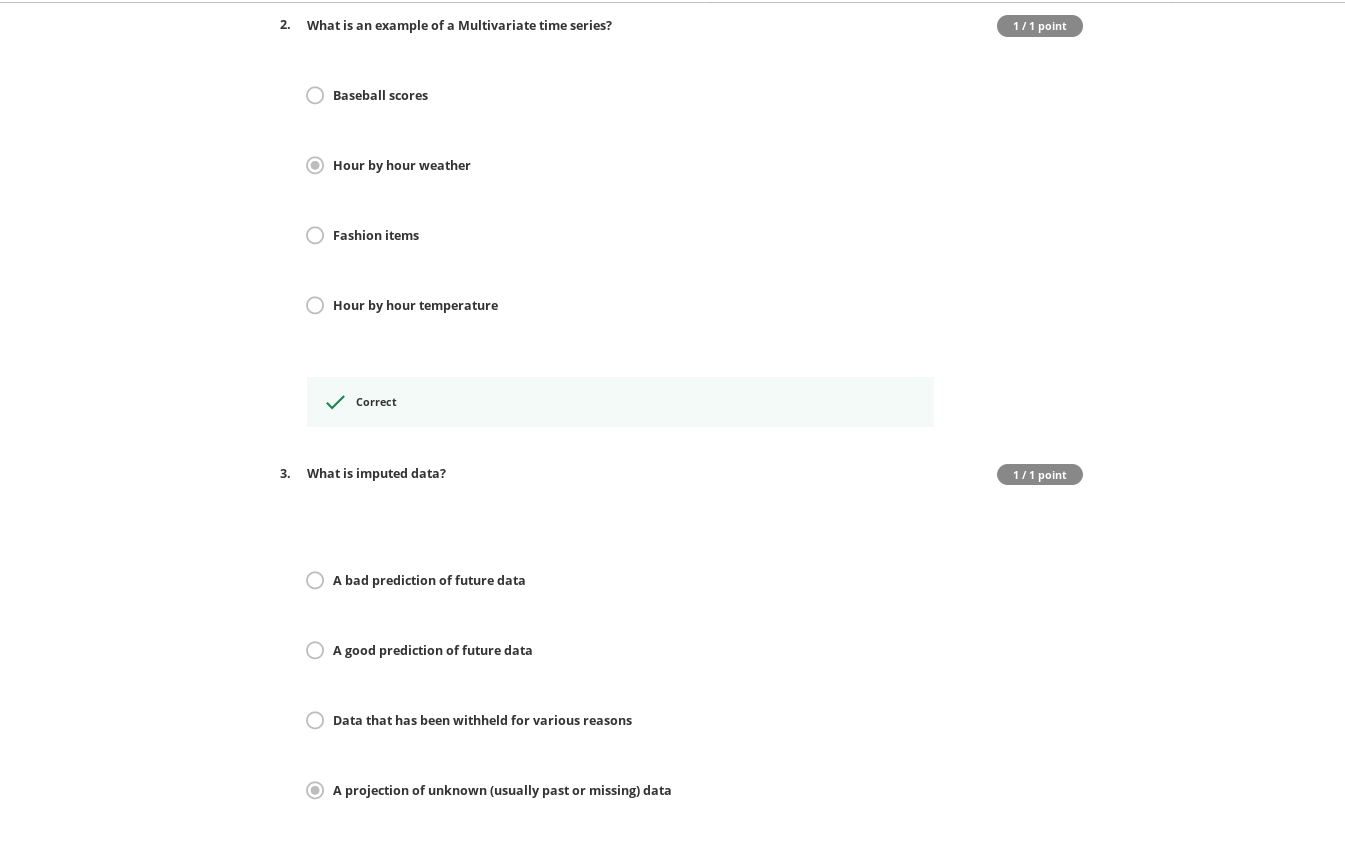 2. What is an example of a Multivariate time series? 1 / 1 point
Baseball scores
Hour by hour weather
Fashion items
Hour by hour temperature
Correct
3. What is imputed data? 1 / 1 point
A bad prediction of future data
A good prediction of future data
Data that has been withheld for various reasons
A projection of unknown (usually past or missing) data